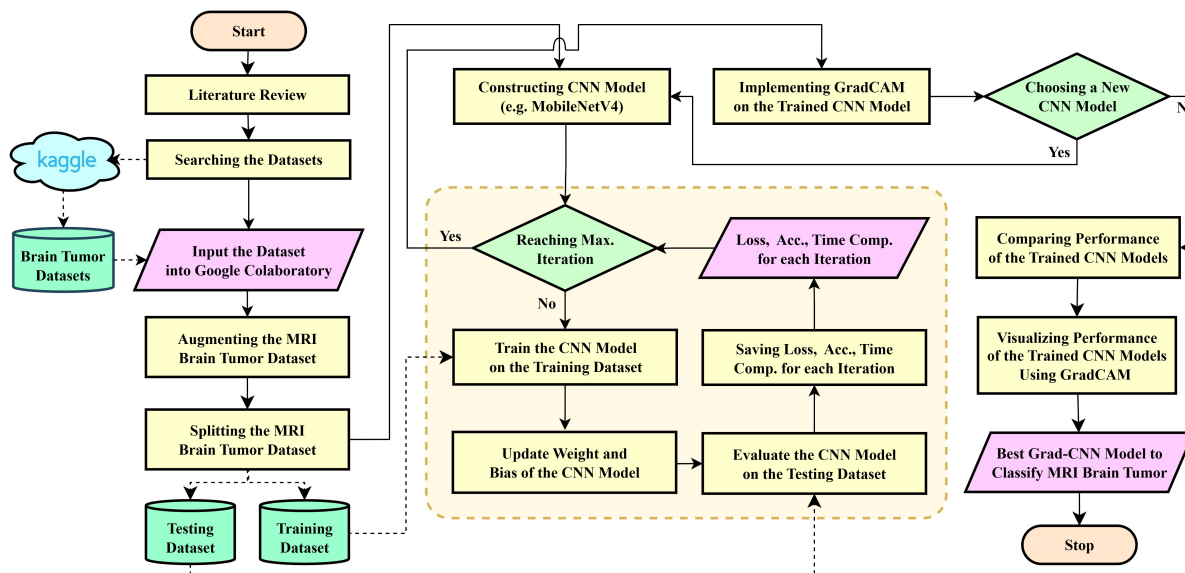 Start
Literature Review
Searching the Datasets
kaggle
Brain Tumor
Datasets
Input the Dataset
into Google Colaboratory
Augmenting the MRI
Brain Tumor Dataset
Splitting the MRI
Brain Tumor Dataset
Testing
Dataset
Training
Dataset
Constructing CNN Model
(e.g. MobileNetV4)
Implementing GradCAM
on the Trained CNN Model
Choosing a New
CNN Model
N
Yes
Yes
Reaching Max.
Iteration
No
Loss, Acc., Time Comp.
for each Iteration
Train the CNN Model
on the Training Dataset
Saving Loss, Acc., Time
Comp. for each Iteration
Update Weight and
Bias of the CNN Model
Evaluate the CNN Model
on the Testing Dataset
Comparing Performance
of the Trained CNN Models
Visualizing Performance
of the Trained CNN Models
Using GradCAM
Best Grad-CNN Model to
Classify MRI Brain Tumor
Stop